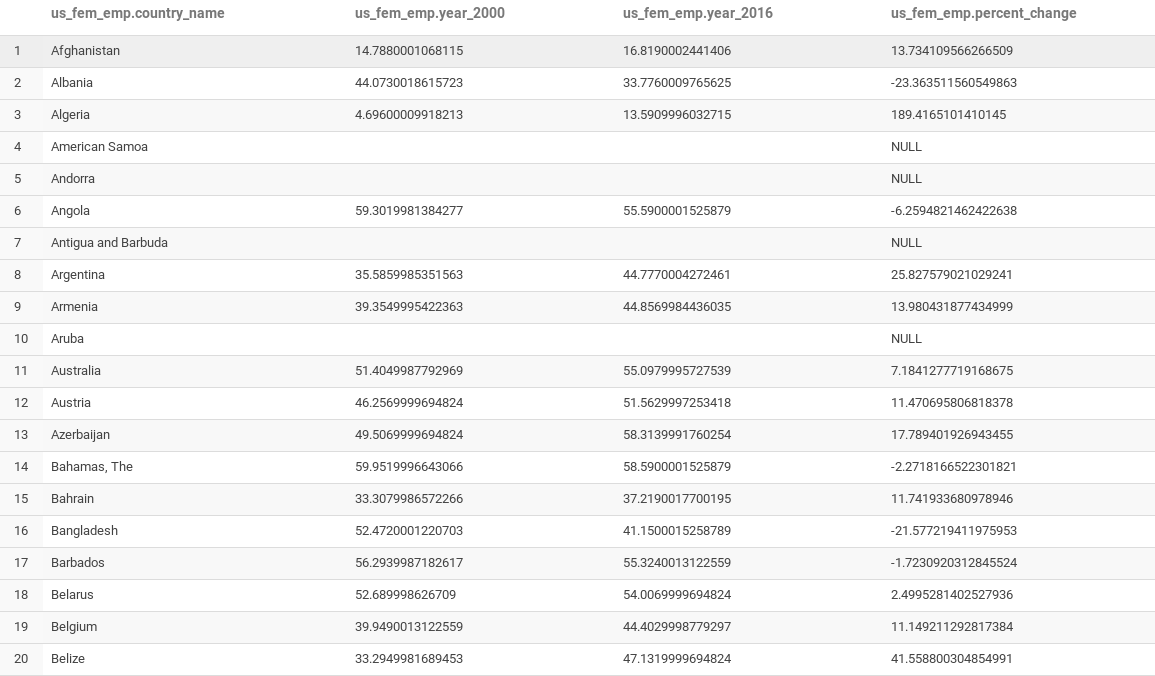 us_fem_emp.country_name us_fem_emp.year_2000 us_fem_emp.year_2016 us_fem_emp.percent_change
1 Afghanistan 14.7880001068115 16.8190002441406 13.734109566266509
2 Albania 44.0730018615723 33.7760009765625 -23.363511560549863
3 Algeria 4.69600009918213 13.5909996032715 189.4165101410145
4 American Samoa NULL
5 Andorra NULL
6 Angola 59.3019981384277 55.5900001525879 -6.2594821462422638
7 Antigua and Barbuda NULL
8 Argentina 35.5859985351563 44.7770004272461 25.827579021029241
9 Armenia 39.3549995422363 44.8569984436035 13.980431877434999
10 Aruba NULL
11 Australia 51.4049987792969 55.0979995727539 7.1841277719168675
12 Austria 46.2569999694824 51.5629997253418 11.470695806818378
13 Azerbaijan 49.5069999694824 58.3139991760254 17.789401926943455
14 Bahamas, The 59.9519996643066 58.5900001525879 -2.2718166522301821
15 Bahrain 33.3079986572266 37.2190017700195 11.741933680978946
16 Bangladesh 52.4720001220703 41.1500015258789 -21.577219411975953
17 Barbados 56.2939987182617 55.3240013122559 -1.7230920312845524
18 Belarus 52.689998626709 54.0069999694824 2.4995281402527936
19 Belgium 39.9490013122559 44.4029998779297 11.149211292817384
20 Belize 33.2949981689453 47.1319999694824 41.558800304854991